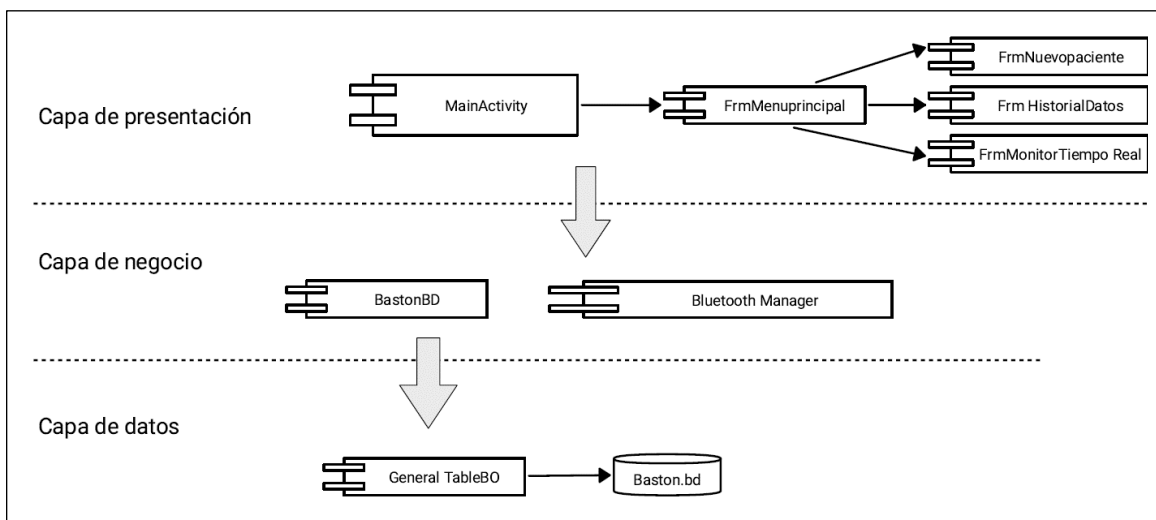 Capa de presentación
MainActivity
FrmMenuprincipal
FrmNuevopaciente
Frm HistorialDatos
FrmMonitorTiempo Real
Capa de negocio
BastonBD
Bluetooth Manager
Capa de datos
General TableBO
Baston.bd